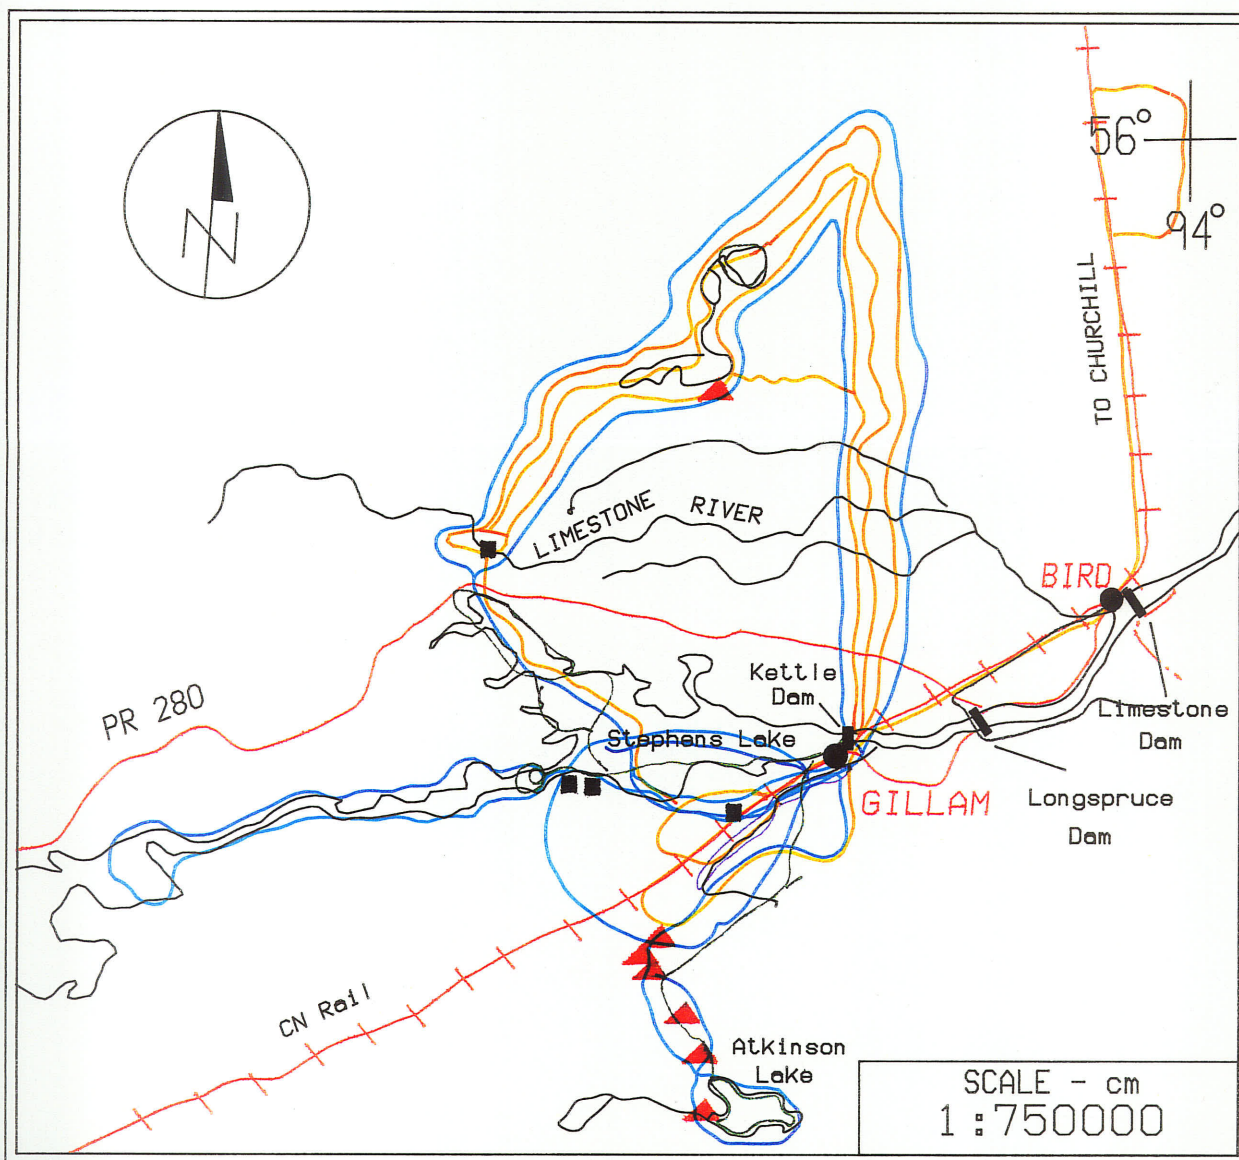 N
56°
94°
TO CHURCHILL
LIMESTONE RIVER
BIRD
PR 280
Kettle
Dam
Stephens Lake
Limestone
Dam
GILLAM
Longspruce
Dam
CN Rail
Atkinson
Lake
SCALE - cm
1:750000